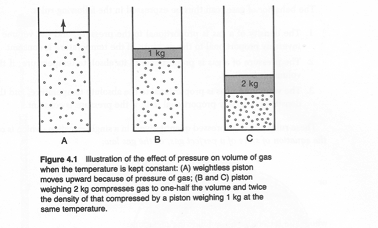 1 kg
2 kg
A
B
C
Figure 4.1 Illustration of the effect of pressure on volume of gas
when the temperature is kept constant: (A) weightless piston
moves upward because of pressure of gas; (B and C) piston
weighing 2 kg compresses gas to one-half the volume and twice
the density of that compressed by a piston weighing 1 kg at the
same temperature.